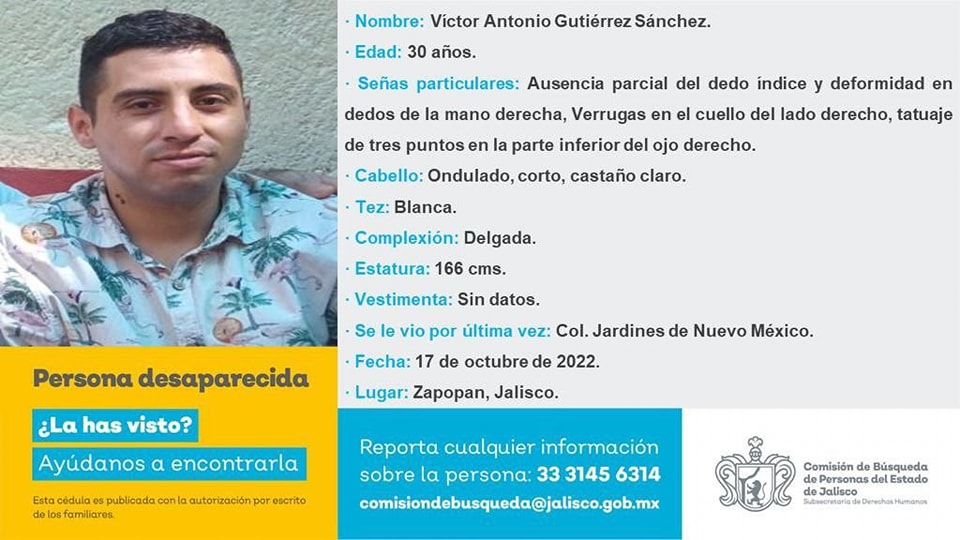 · Nombre: Víctor Antonio Gutiérrez Sánchez.
· Edad: 30 años.
· Señas particulares: Ausencia parcial del dedo índice y deformidad en
dedos de la mano derecha, Verrugas en el cuello del lado derecho, tatuaje
de tres puntos en la parte inferior del ojo derecho.
· Cabello: Ondulado, corto, castaño claro.
· Tez: Blanca.
· Complexión: Delgada.
· Estatura: 166 cms.
· Vestimenta: Sin datos.
· Se le vio por última vez: Col. Jardines de Nuevo México.
· Fecha: 17 de octubre de 2022.
· Lugar: Zapopan, Jalisco.
Persona desaparecida
¿La has visto?
Ayúdanos a encontrarla
Esta cédula es publicada con la autorización por escrito
de los familiares.
Reporta cualquier información
sobre la persona: 33 3145 6314
comisiondebusqueda@jalisco.gob.mx
Comisión de Búsqueda
de Personas del Estado
de Jalisco
Subsecretaría de Derechos Humanos